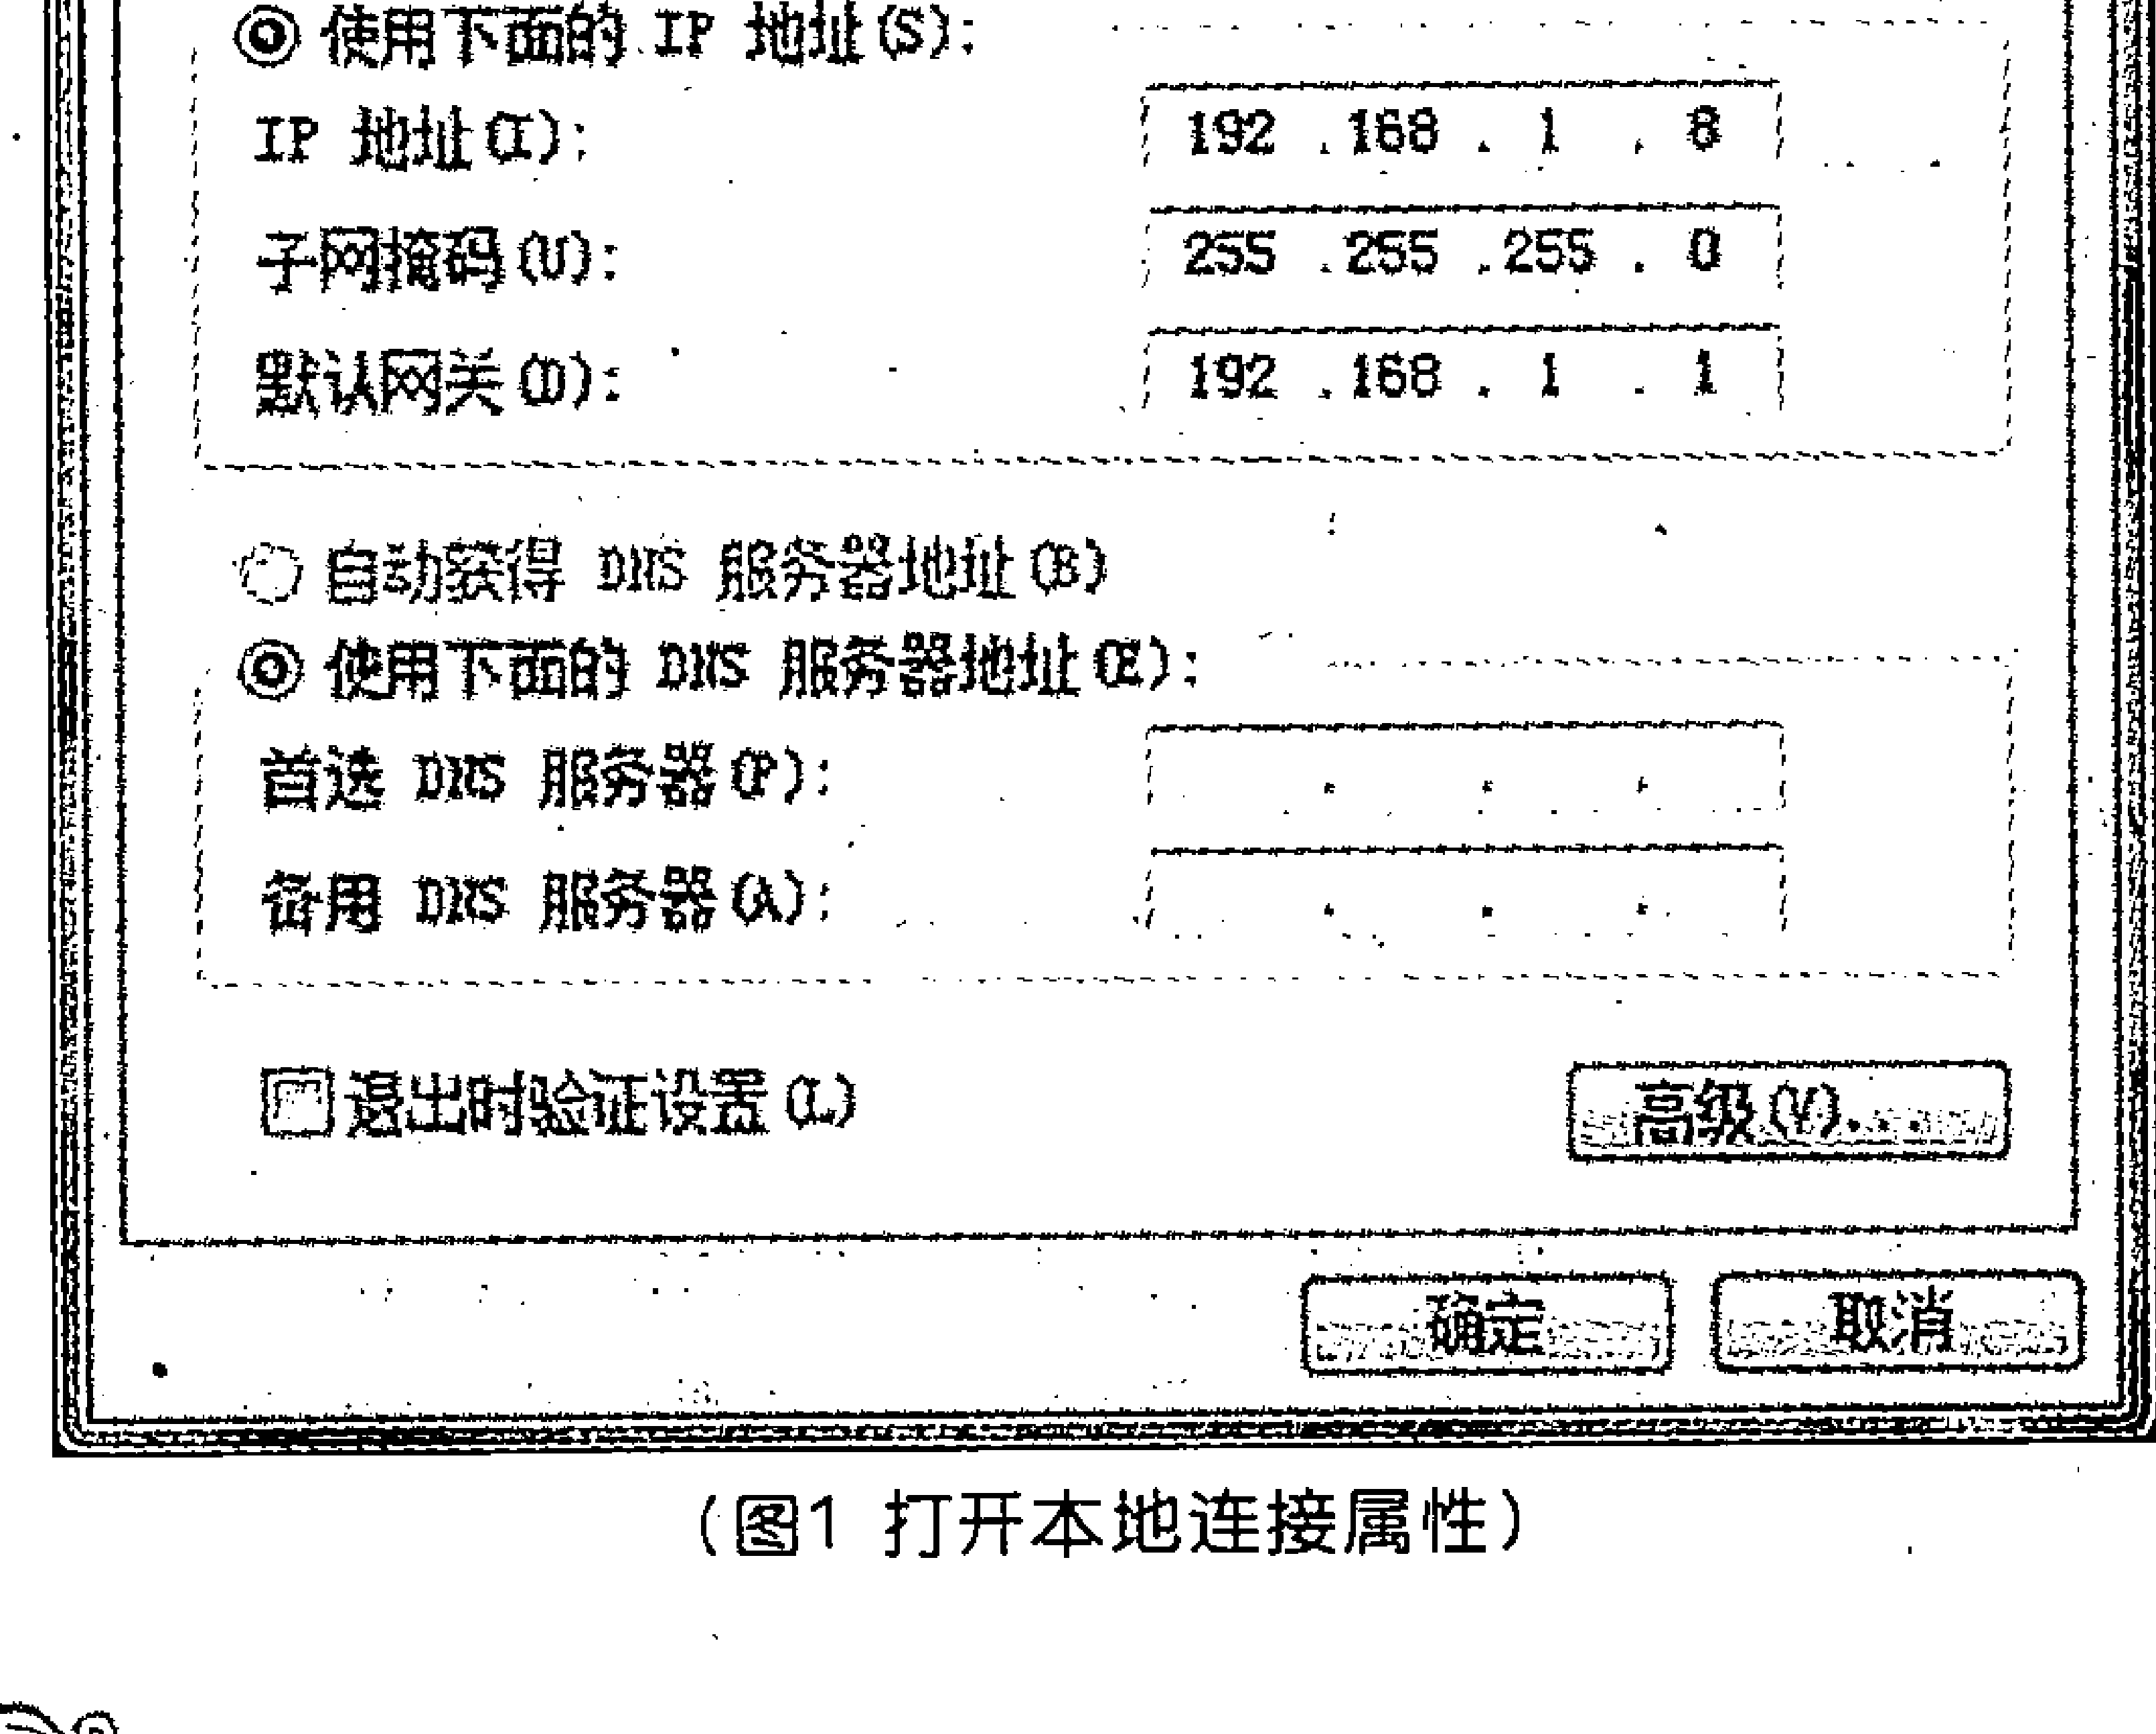 使用下面的 IP 地址(S):
IP 地址(I): 192 .168 . 1 . 8
子网掩码(U): 255 .255 .255 . 0
默认网关(D): 192 .168 . 1 . 1
自动获得 DNS 服务器地址(B)
使用下面的 DNS 服务器地址(E):
首选 DNS 服务器(P): . . .
备用 DNS 服务器(A): . . .
退出时验证设置(L) 高级(V)...
确定 取消
(图1 打开本地连接属性)